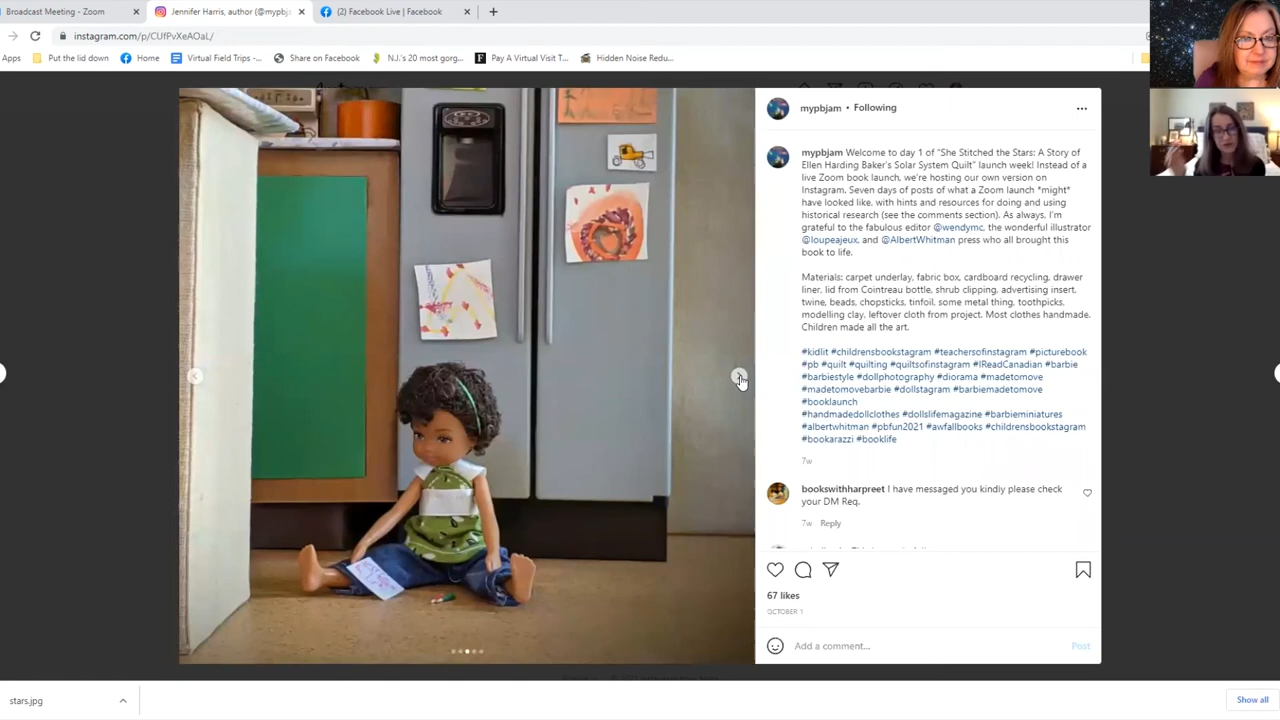 Broadcast Meeting - Zoom
Jennifer Harris, author (@mypbja
(2) Facebook Live | Facebook
instagram.com/p/CUfPvXeAOaL/
Apps
Put the lid down
Home
Virtual Field Trips -...
Share on Facebook
N.J.'s 20 most gorg...
Pay A Virtual Visit T...
Hidden Noise Redu...
mypbjam • Following
mypbjam Welcome to day 1 of "She Stitched the Stars: A Story of
Ellen Harding Baker's Solar System Quilt" launch week! Instead of a
live Zoom book launch, we're hosting our own version on
Instagram. Seven days of posts of what a Zoom launch *might*
have looked like, with hints and resources for doing and using
historical research (see the comments section). As always, I'm
grateful to the fabulous editor @wendymc, the wonderful illustrator
@loupeajeux, and @AlbertWhitman press who all brought this
book to life.
Materials: carpet underlay, fabric box, cardboard recycling, drawer
liner, lid from Cointreau bottle, shrub clipping, advertising insert,
twine, beads, chopsticks, tinfoil, some metal thing, toothpicks,
modelling clay, leftover cloth from project. Most clothes handmade.
Children made all the art.
#kidlit #childrensbookstagram #teachersofinstagram #picturebook
#pb #quilt #quilting #quiltsofinstagram #IReadCanadian #barbie
#barbiestyle #dollphotography #diorama #madetomove
#madetomovebarbie #dollstagram #barbiemadetomove
#booklaunch
#handmadedollclothes #dollslifemagazine #barbieminiatures
#albertwhitman #pbfun2021 #awfallbooks #childrensbookstagram
#bookarazzi #booklife
7w
bookswithharpreet I have messaged you kindly please check
your DM Req.
7w Reply
67 likes
OCTOBER 1
Add a comment...
Post
stars.jpg
Show all